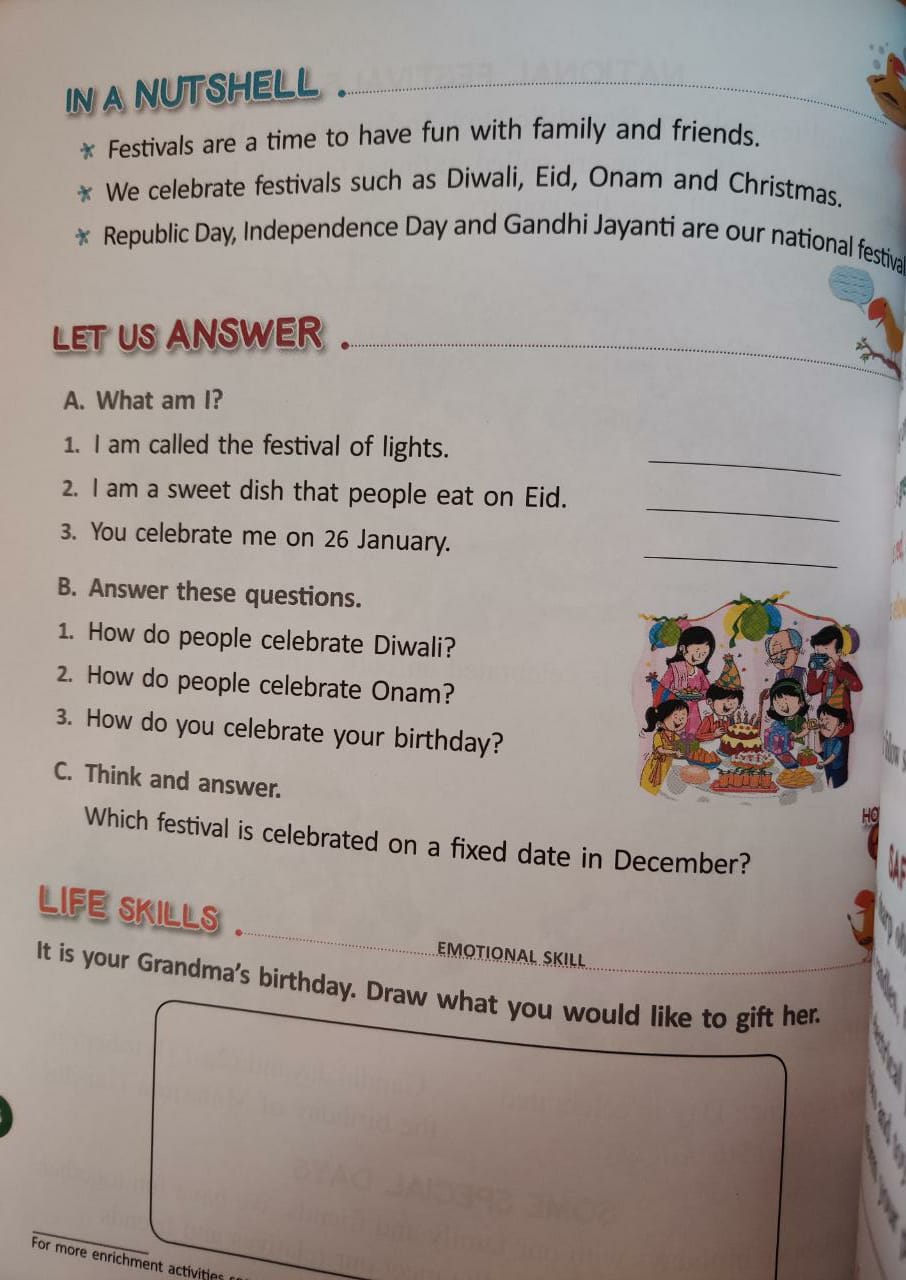 IN A NUTSHELL
* Festivals are a time to have fun with family and friends.
* We celebrate festivals such as Diwali, Eid, Onam and Christmas.
* Republic Day, Independence Day and Gandhi Jayanti are our national festival
LET US ANSWER
A. What am I?
1. I am called the festival of lights.
2. I am a sweet dish that people eat on Eid.
3. You celebrate me on 26 January.
B. Answer these questions.
1. How do people celebrate Diwali?
2. How do people celebrate Onam?
3. How do you celebrate your birthday?
C. Think and answer.
Which festival is celebrated on a fixed date in December?
LIFE SKILLS
EMOTIONAL SKILL
It is your Grandma's birthday. Draw what you would like to gift her.
For more enrichment activities